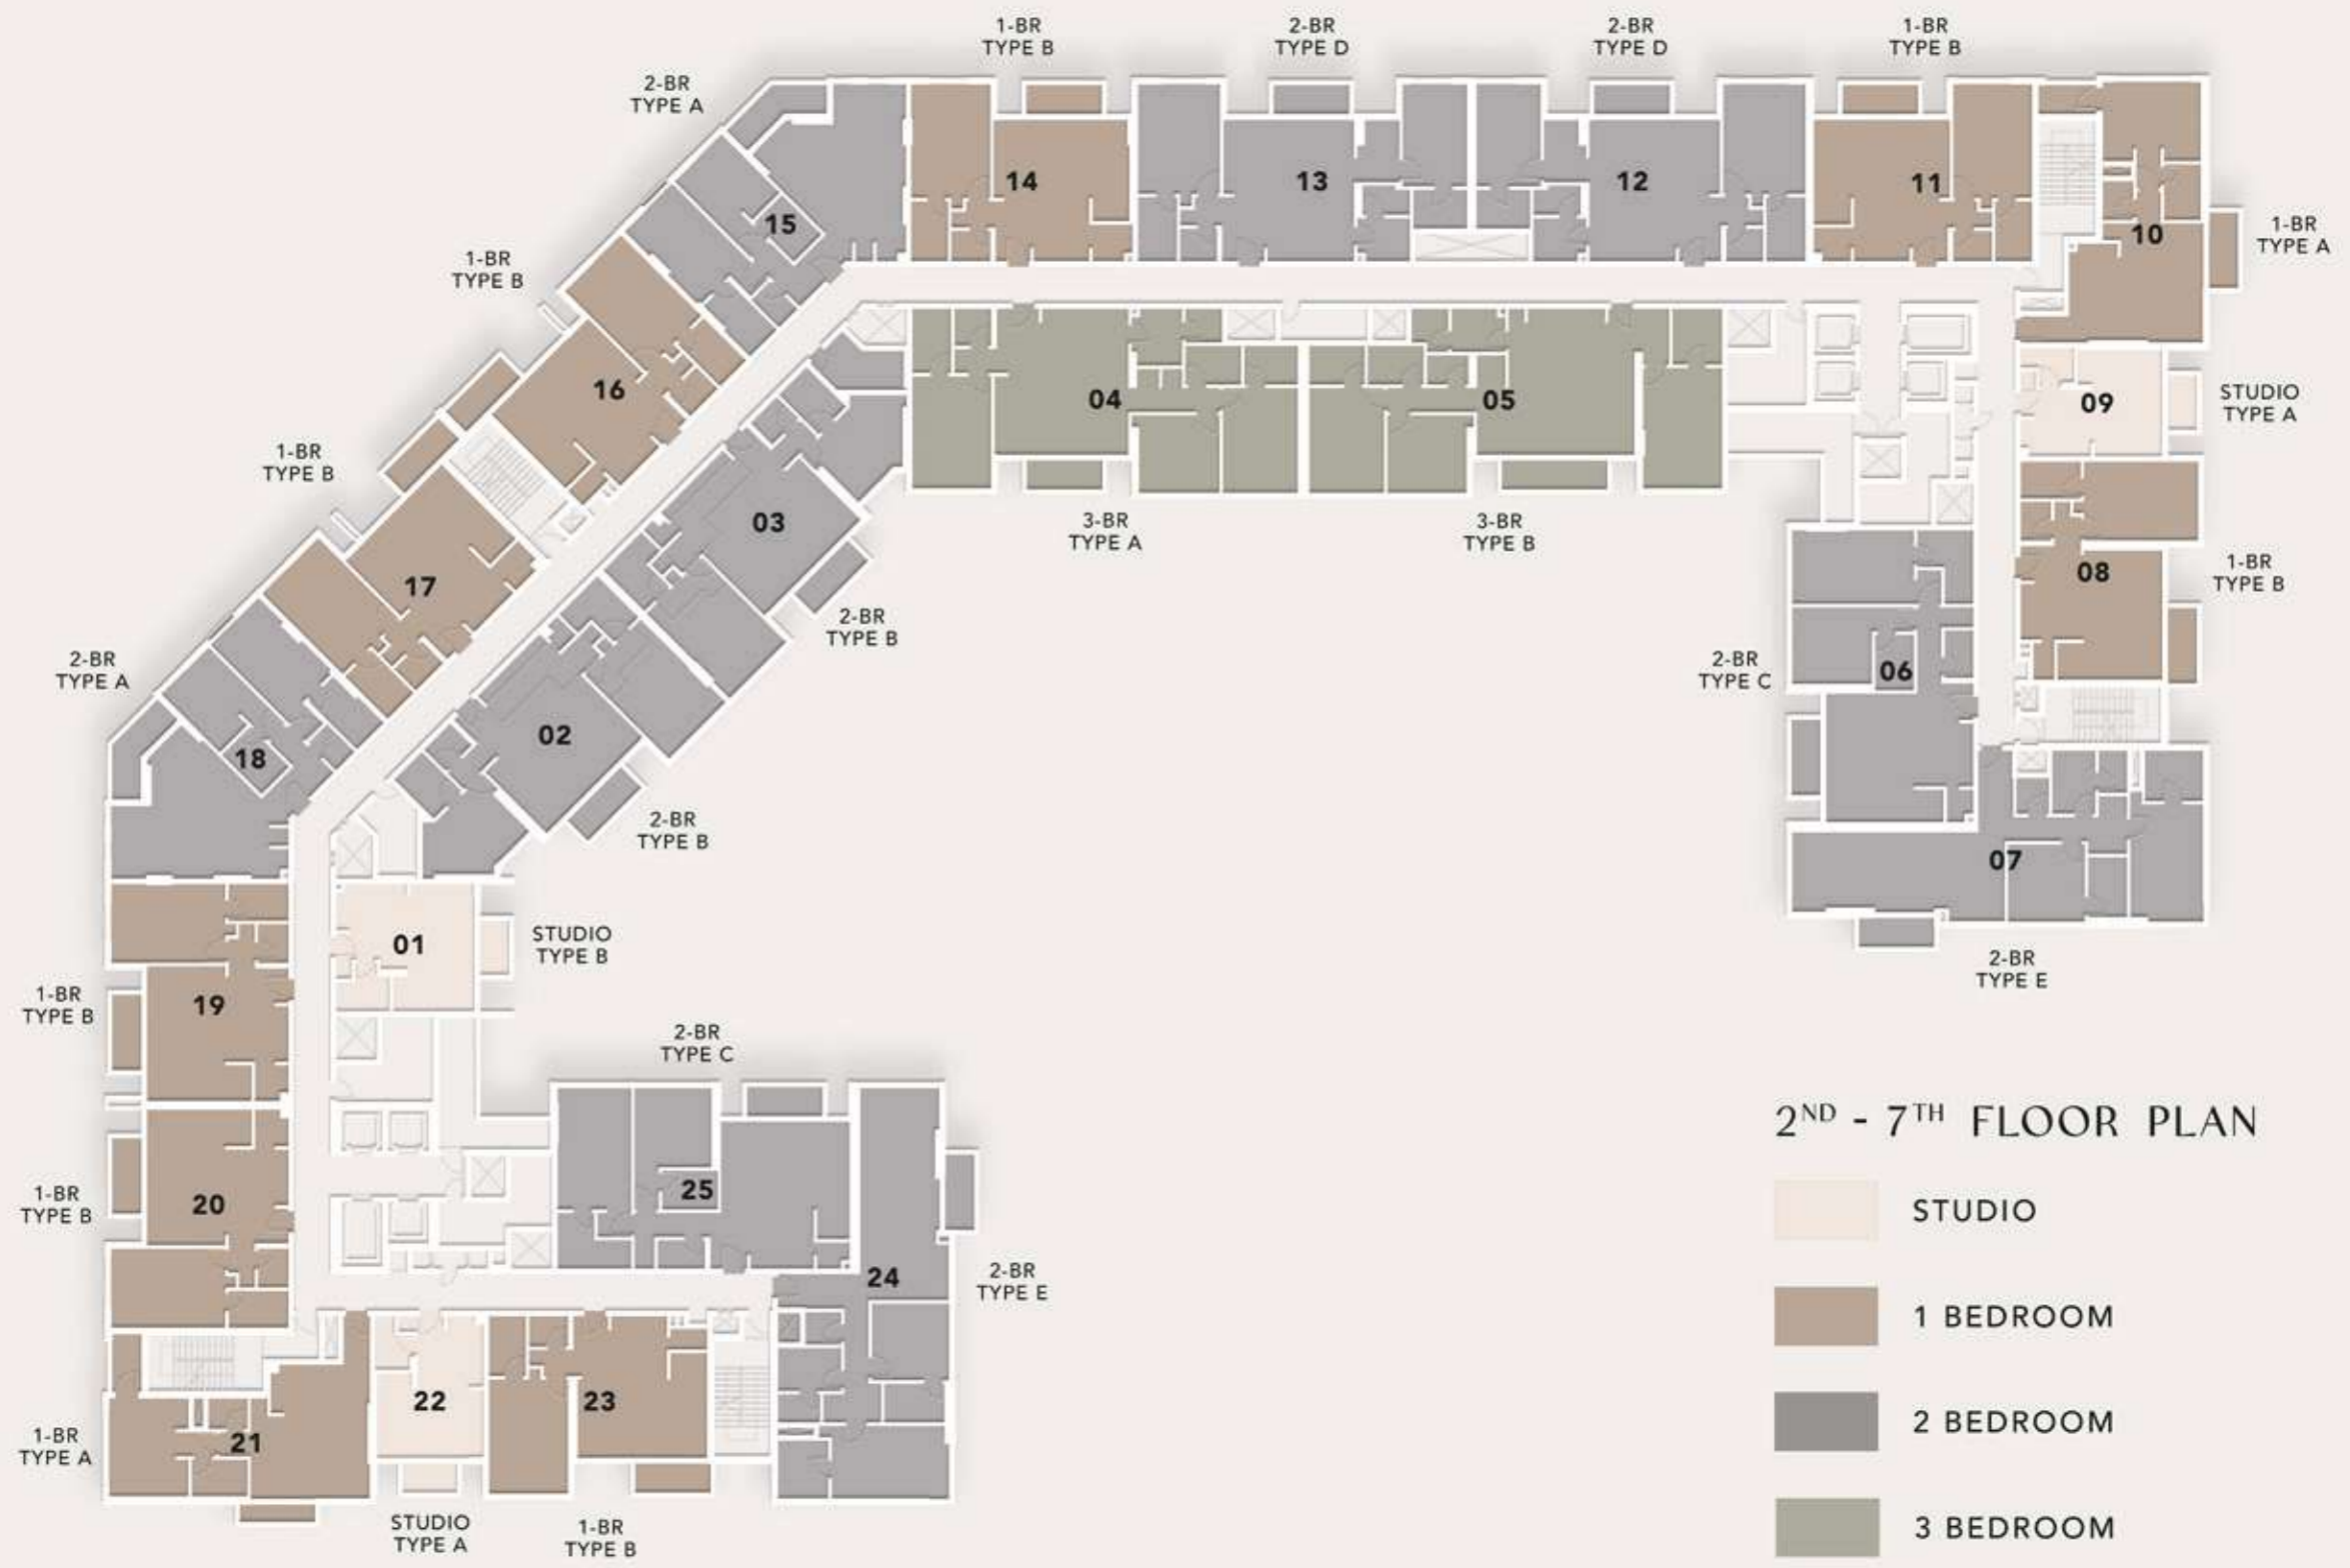 1-BR
TYPE B
2-BR
TYPE D
2-BR
TYPE D
1-BR
TYPE B
2-BR
TYPE A
14
13
12
11
10
1-BR
TYPE A
15
1-BR
TYPE B
16
04
05
09
STUDIO
TYPE A
1-BR
TYPE B
17
03
3-BR
TYPE A
3-BR
TYPE B
08
1-BR
TYPE B
2-BR
TYPE B
2-BR
TYPE A
18
02
2-BR
TYPE B
2-BR
TYPE C
06
07
2-BR
TYPE E
01
STUDIO
TYPE B
1-BR
TYPE B
19
2-BR
TYPE C
1-BR
TYPE B
20
25
24
2-BR
TYPE E
1-BR
TYPE A
21
22
23
STUDIO
TYPE A
1-BR
TYPE B
2ND - 7TH FLOOR PLAN
STUDIO
1 BEDROOM
2 BEDROOM
3 BEDROOM